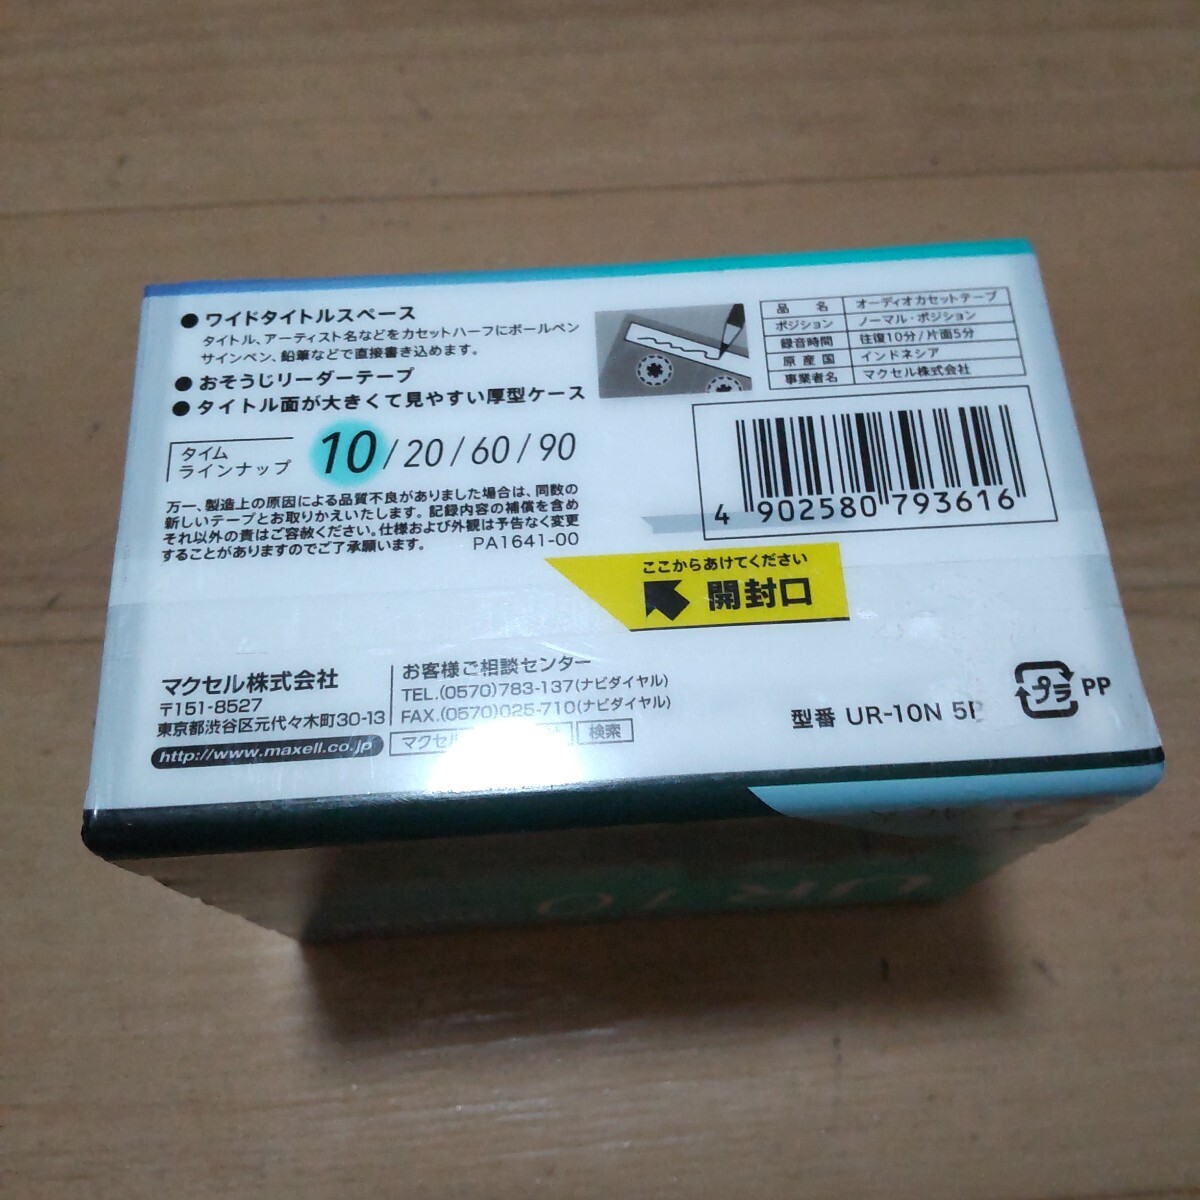 ● ワイドタイトルスペース
タイトル、アーティスト名などをカセットハーフにボールペン
サインペン、鉛筆などで直接書き込めます。
● おそうじリーダーテープ
● タイトル面が大きくて見やすい厚型ケース
タイム
ラインナップ
10/20/60/90
万一、製造上の原因による品質不良がありました場合は、同数の
新しいテープとお取りかえいたします。記録内容の補償を含め
それ以外の責はご容赦ください。仕様および外観は予告なく変更
することがありますのでご了承願います。 PA1641-00
品名 オーディオカセットテープ
ポジション ノーマル・ポジション
録音時間 往復10分/片面5分
原産国 インドネシア
事業者名 マクセル株式会社
4 902580 793616
ここからあけてください
開封口
マクセル株式会社
〒151-8527
東京都渋谷区元代々木町30-13
http://www.maxell.co.jp
お客様ご相談センター
TEL.(0570)783-137(ナビダイヤル)
FAX.(0570)025-710(ナビダイヤル)
マクセル 検索
型番 UR-10N 5P
プラ PP
UR 10